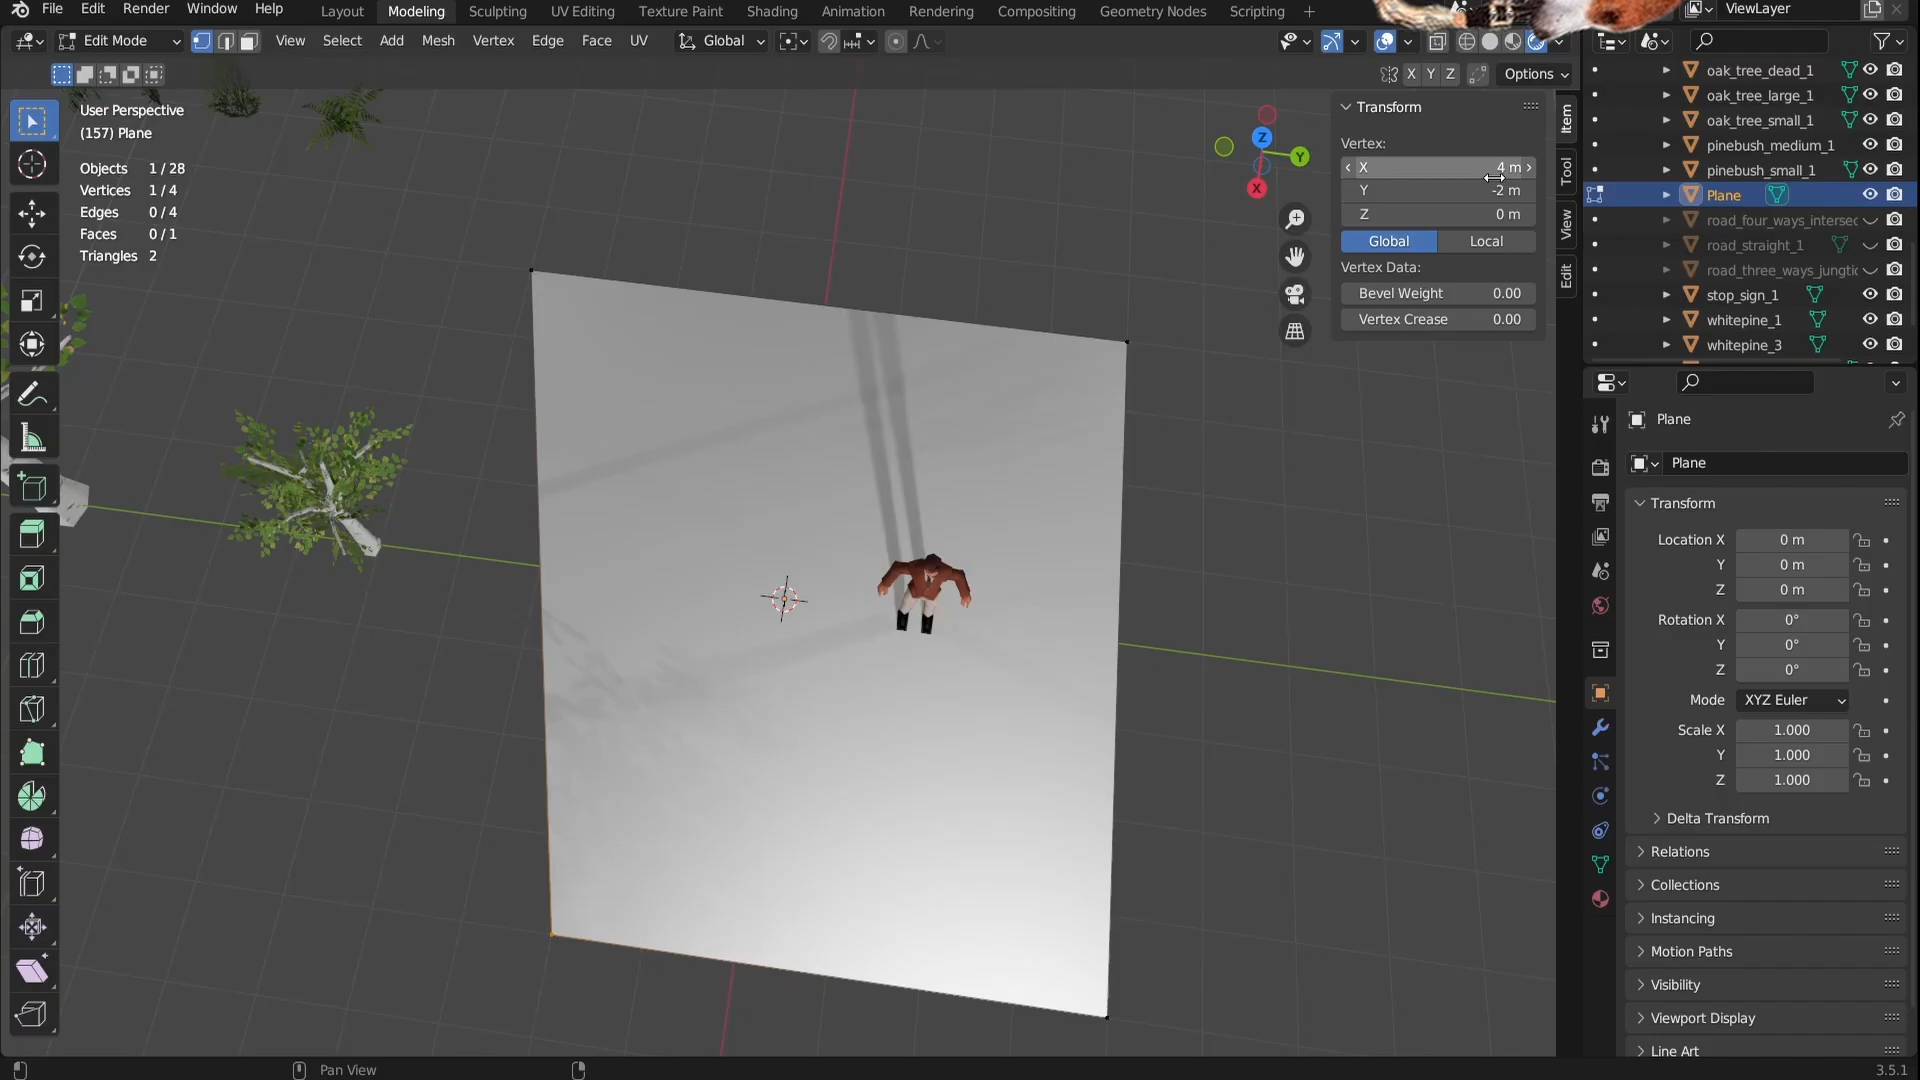 File Edit Render Window Help
Layout Modeling Sculpting UV Editing Texture Paint Shading Animation Rendering Compositing Geometry Nodes Scripting
ViewLayer
Edit Mode View Select Add Mesh Vertex Edge Face UV Global
X Y Z Options
User Perspective
(157) Plane
Objects 1/28
Vertices 1/4
Edges 0/4
Faces 0/1
Triangles 2
Z
Y
X
Transform
Vertex:
X 4 m
Y -2 m
Z 0 m
Global Local
Vertex Data:
Bevel Weight 0.00
Vertex Crease 0.00
Item
Tool
View
Edit
oak_tree_dead_1
oak_tree_large_1
oak_tree_small_1
pinebush_medium_1
pinebush_small_1
Plane
road_four_ways_intersec
road_straight_1
road_three_ways_jungtic
stop_sign_1
whitepine_1
whitepine_3
Plane
Plane
Transform
Location X 0 m
Y 0 m
Z 0 m
Rotation X 0°
Y 0°
Z 0°
Mode XYZ Euler
Scale X 1.000
Y 1.000
Z 1.000
Delta Transform
Relations
Collections
Instancing
Motion Paths
Visibility
Viewport Display
Line Art
Pan View
3.5.1